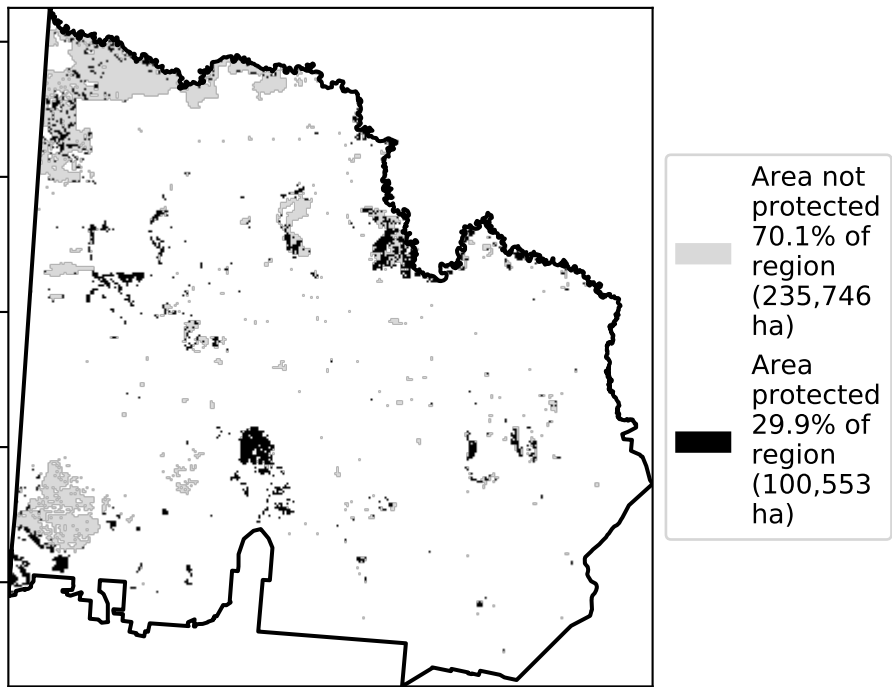 Area not
protected
70.1% of
region
(235,746
ha)
Area
protected
29.9% of
region
(100,553
ha)